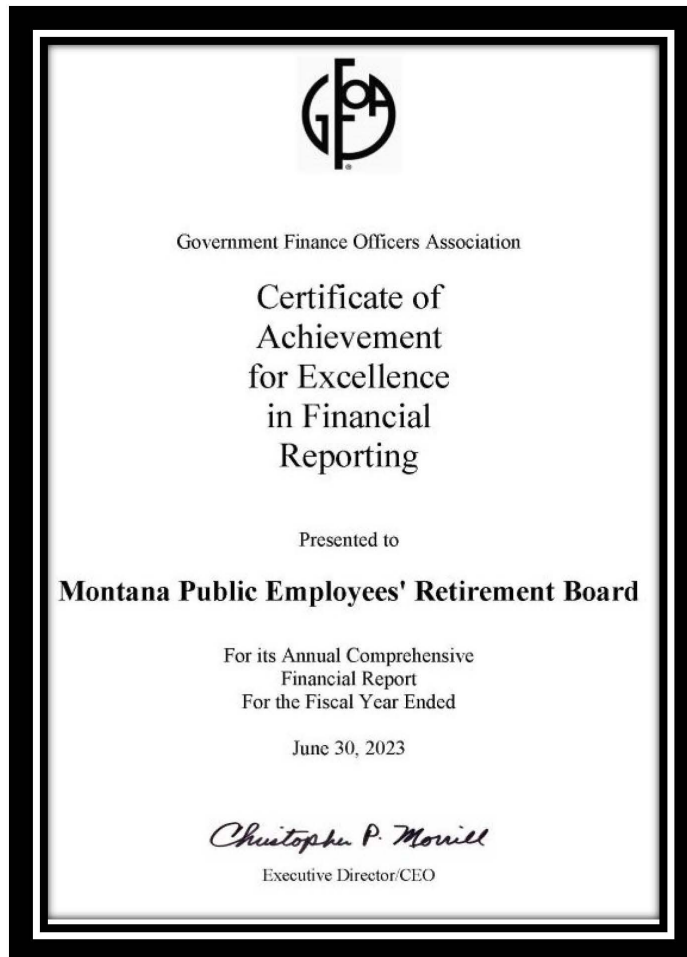 GFOA
®
Government Finance Officers Association
Certificate of
Achievement
for Excellence
in Financial
Reporting
Presented to
Montana Public Employees' Retirement Board
For its Annual Comprehensive
Financial Report
For the Fiscal Year Ended
June 30, 2023
Christopher P. Morrill
Executive Director/CEO